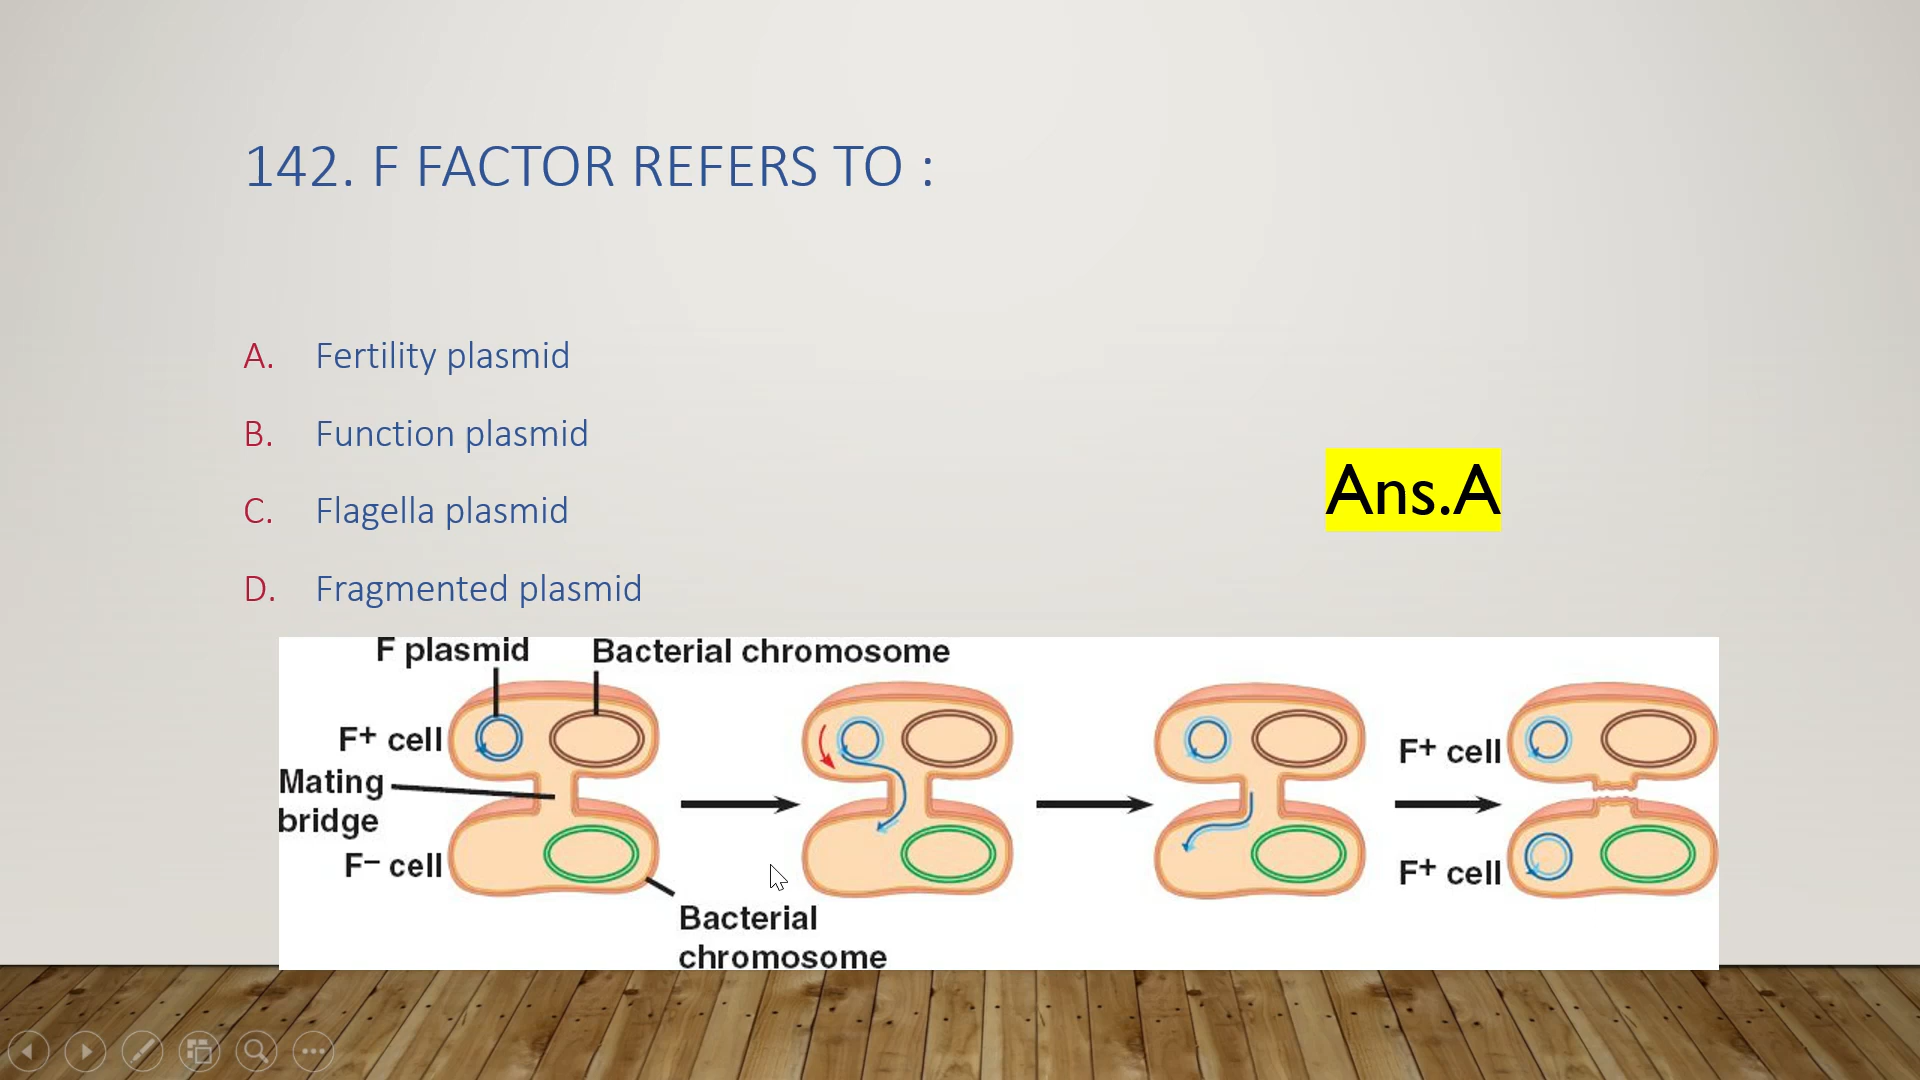 142. F FACTOR REFERS TO :
A. Fertility plasmid
B. Function plasmid
C. Flagella plasmid
D. Fragmented plasmid
Ans.A
F plasmid
Bacterial chromosome
F+ cell
Mating
bridge
F– cell
Bacterial
chromosome
F+ cell
F+ cell